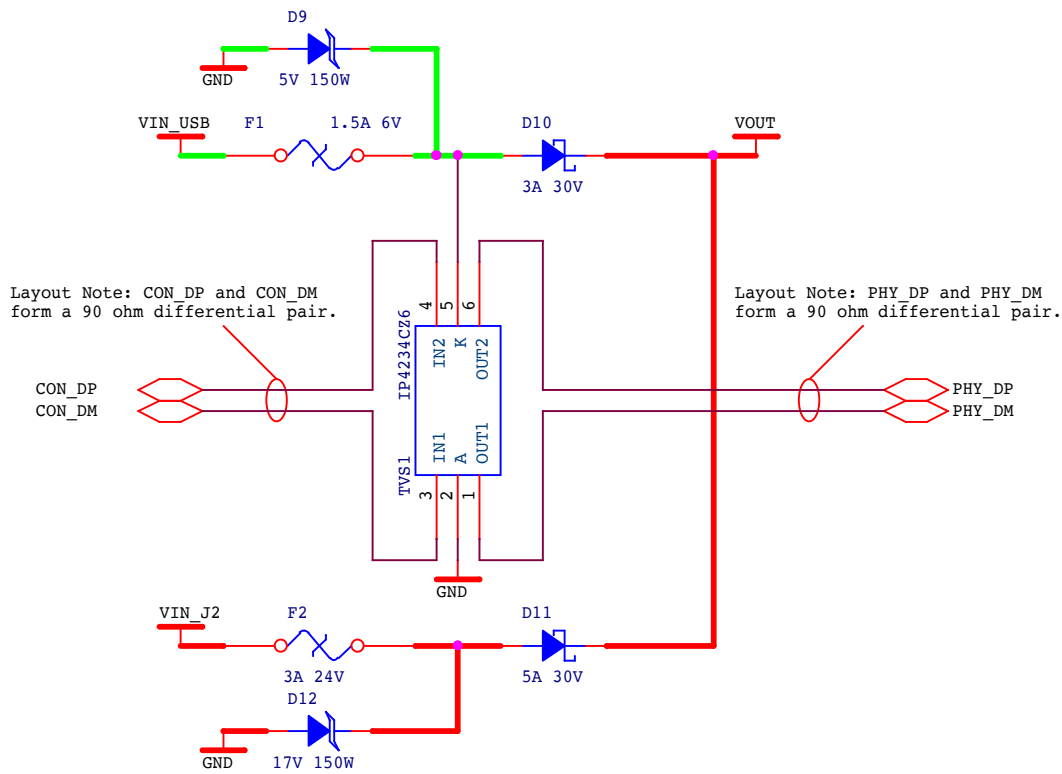 D9
GND
5V 150W
VIN_USB
F1
1.5A 6V
D10
3A 30V
VOUT
Layout Note: CON_DP and CON_DM
form a 90 ohm differential pair.
Layout Note: PHY_DP and PHY_DM
form a 90 ohm differential pair.
4
5
6
IP4234CZ6
IN2
K
OUT2
CON_DP
CON_DM
PHY_DP
PHY_DM
TVS1
IN1
A
OUT1
3
2
1
GND
VIN_J2
F2
3A 24V
D11
5A 30V
D12
GND
17V 150W